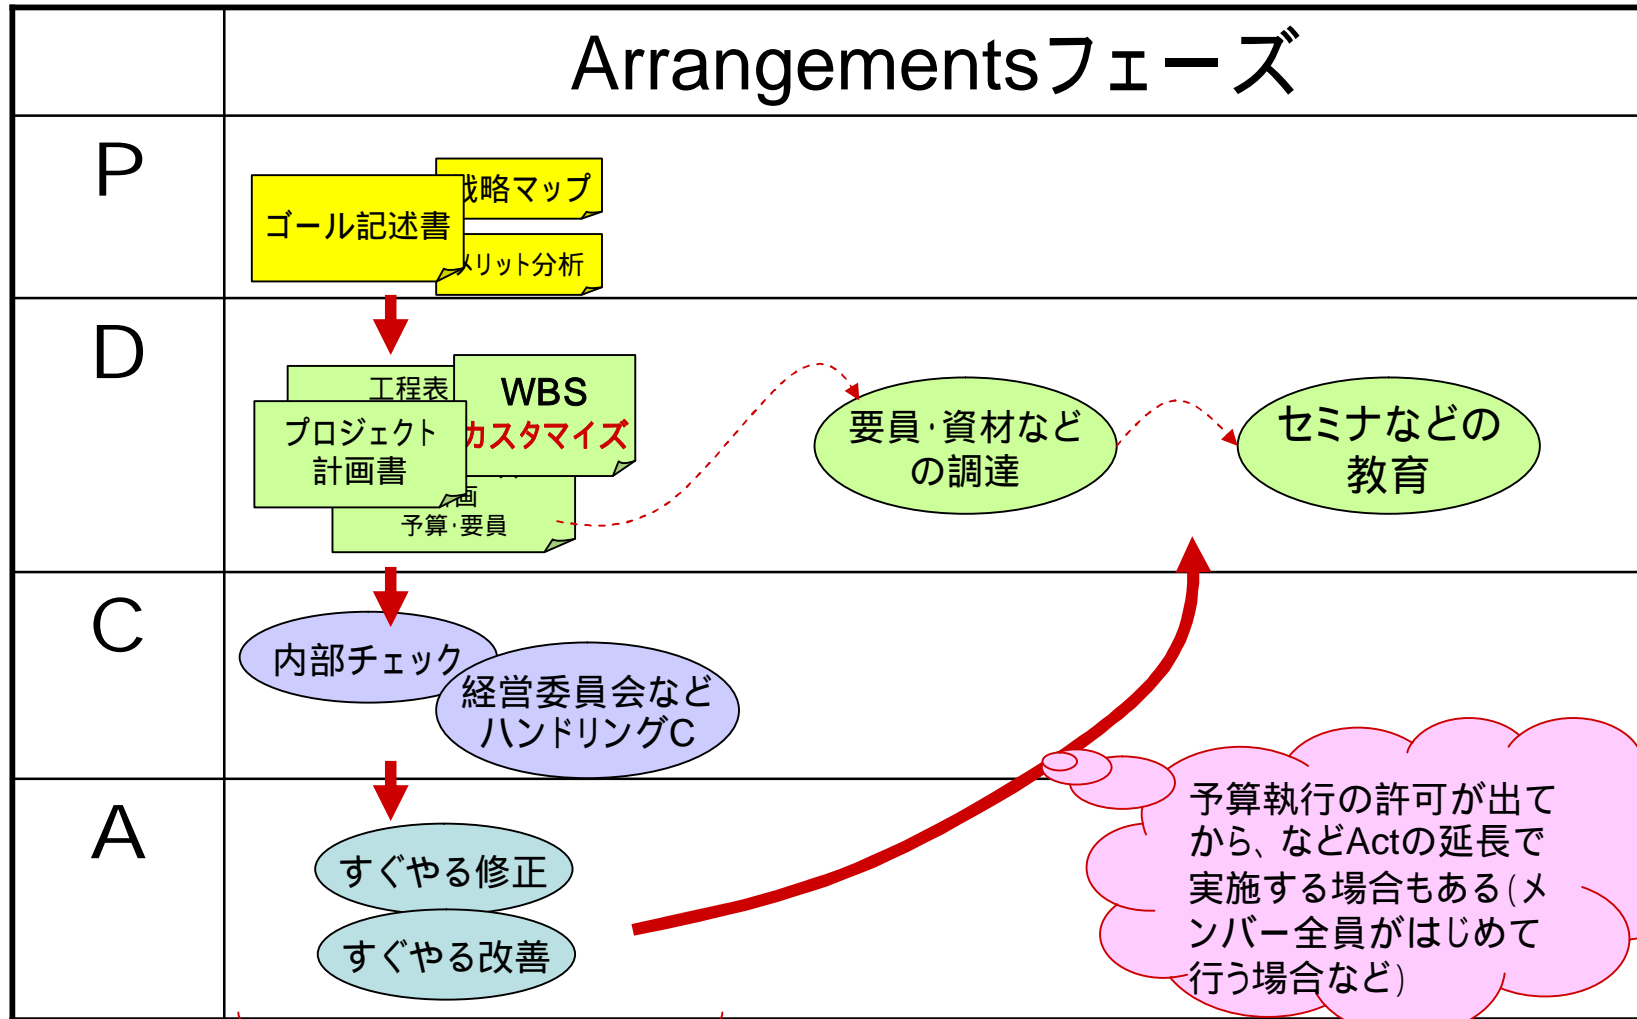 Arrangementsフェーズ
P
戦略マップ
ゴール記述書
メリット分析
D
工程表
WBS
カスタマイズ
プロジェクト
計画書
画
予算・要員
要員・資材など
の調達
セミナなどの
教育
C
内部チェック
経営委員会など
ハンドリングC
A
すぐやる修正
すぐやる改善
予算執行の許可が出て
から、などActの延長で
実施する場合もある(メ
ンバー全員がはじめて
行う場合など)